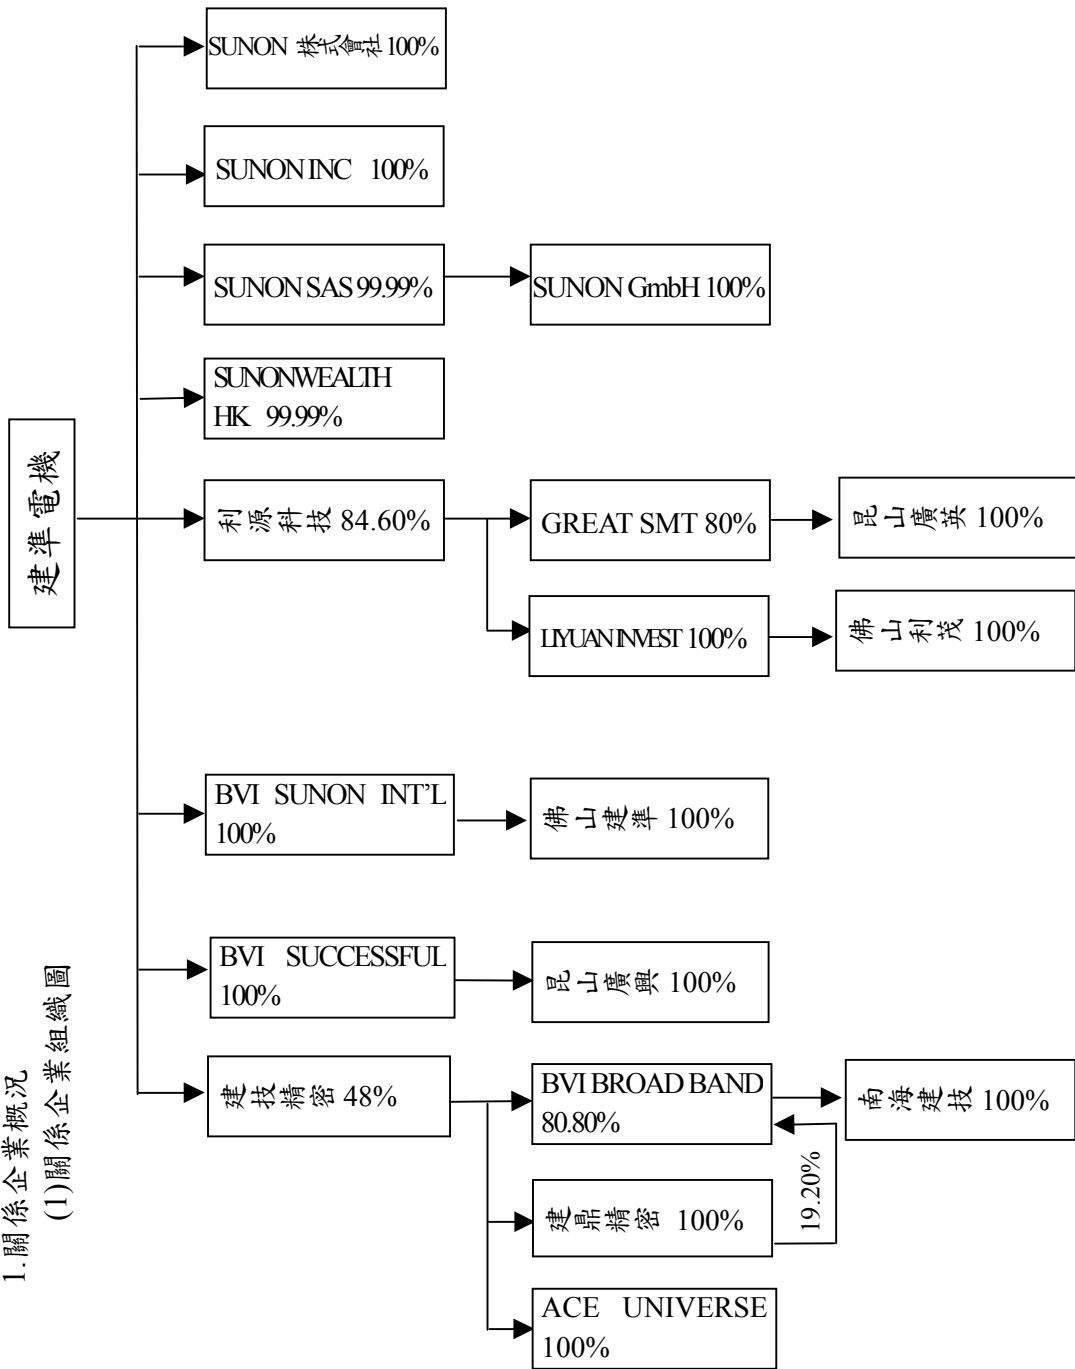 1.關係企業概況
(1)關係企業組織圖
建準電機
SUNON 株式會社 100%
SUNON INC 100%
SUNON SAS 99.99%
SUNON GmbH 100%
SUNONWEALTH
HK 99.99%
利源科技 84.60%
GREAT SMT 80%
昆山廣英 100%
LIYUAN INVEST 100%
佛山利茂 100%
BVI SUNON INT'L
100%
佛山建準 100%
BVI SUCCESSFUL
100%
昆山廣興 100%
建技精密 48%
BVI BROAD BAND
80.80%
南海建技 100%
建鼎精密 100%
19.20%
ACE UNIVERSE
100%